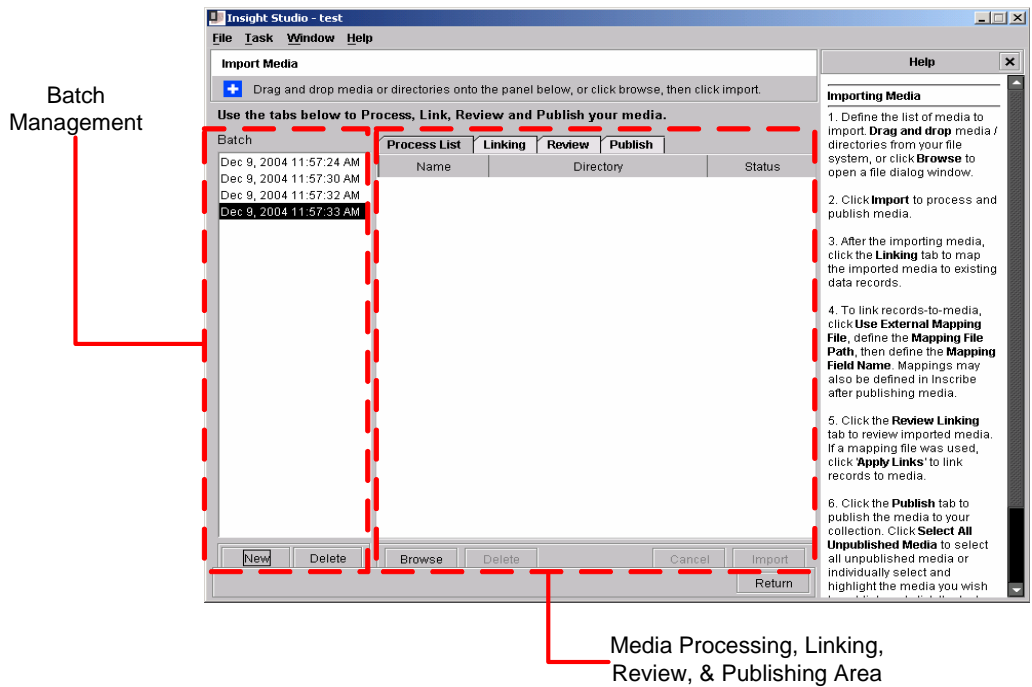 Insight Studio - test
File Task Window Help
Import Media
Drag and drop media or directories onto the panel below, or click browse, then click import.
Use the tabs below to Process, Link, Review and Publish your media.
Batch
Dec 9, 2004 11:57:24 AM
Dec 9, 2004 11:57:30 AM
Dec 9, 2004 11:57:32 AM
Dec 9, 2004 11:57:33 AM
New Delete
Process List Linking Review Publish
Name Directory Status
Browse Delete Cancel Import
Return
Help
Importing Media
1. Define the list of media to
import. Drag and drop media /
directories from your file
system, or click Browse to
open a file dialog window.
2. Click Import to process and
publish media.
3. After the importing media,
click the Linking tab to map
the imported media to existing
data records.
4. To link records-to-media,
click Use External Mapping
File, define the Mapping File
Path, then define the Mapping
Field Name. Mappings may
also be defined in Inscribe
after publishing media.
5. Click the Review Linking
tab to review imported media.
If a mapping file was used,
click 'Apply Links' to link
records to media.
6. Click the Publish tab to
publish the media to your
collection. Click Select All
Unpublished Media to select
all unpublished media or
individually select and
highlight the media you wish
Batch
Management
Media Processing, Linking,
Review, & Publishing Area